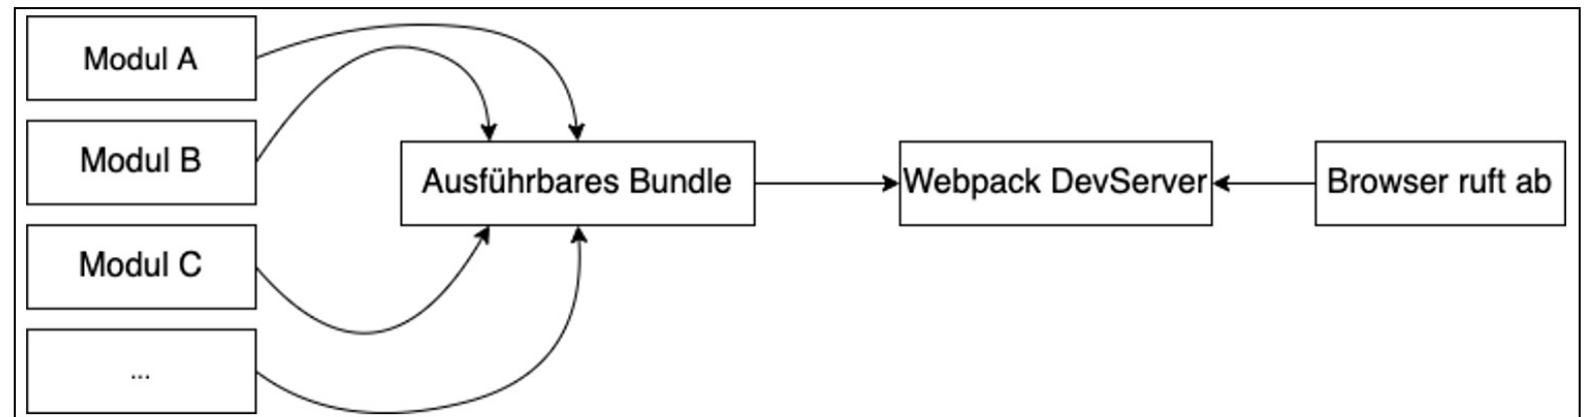 Modul A
Modul B
Modul C
...
Ausführbares Bundle
Webpack DevServer
Browser ruft ab